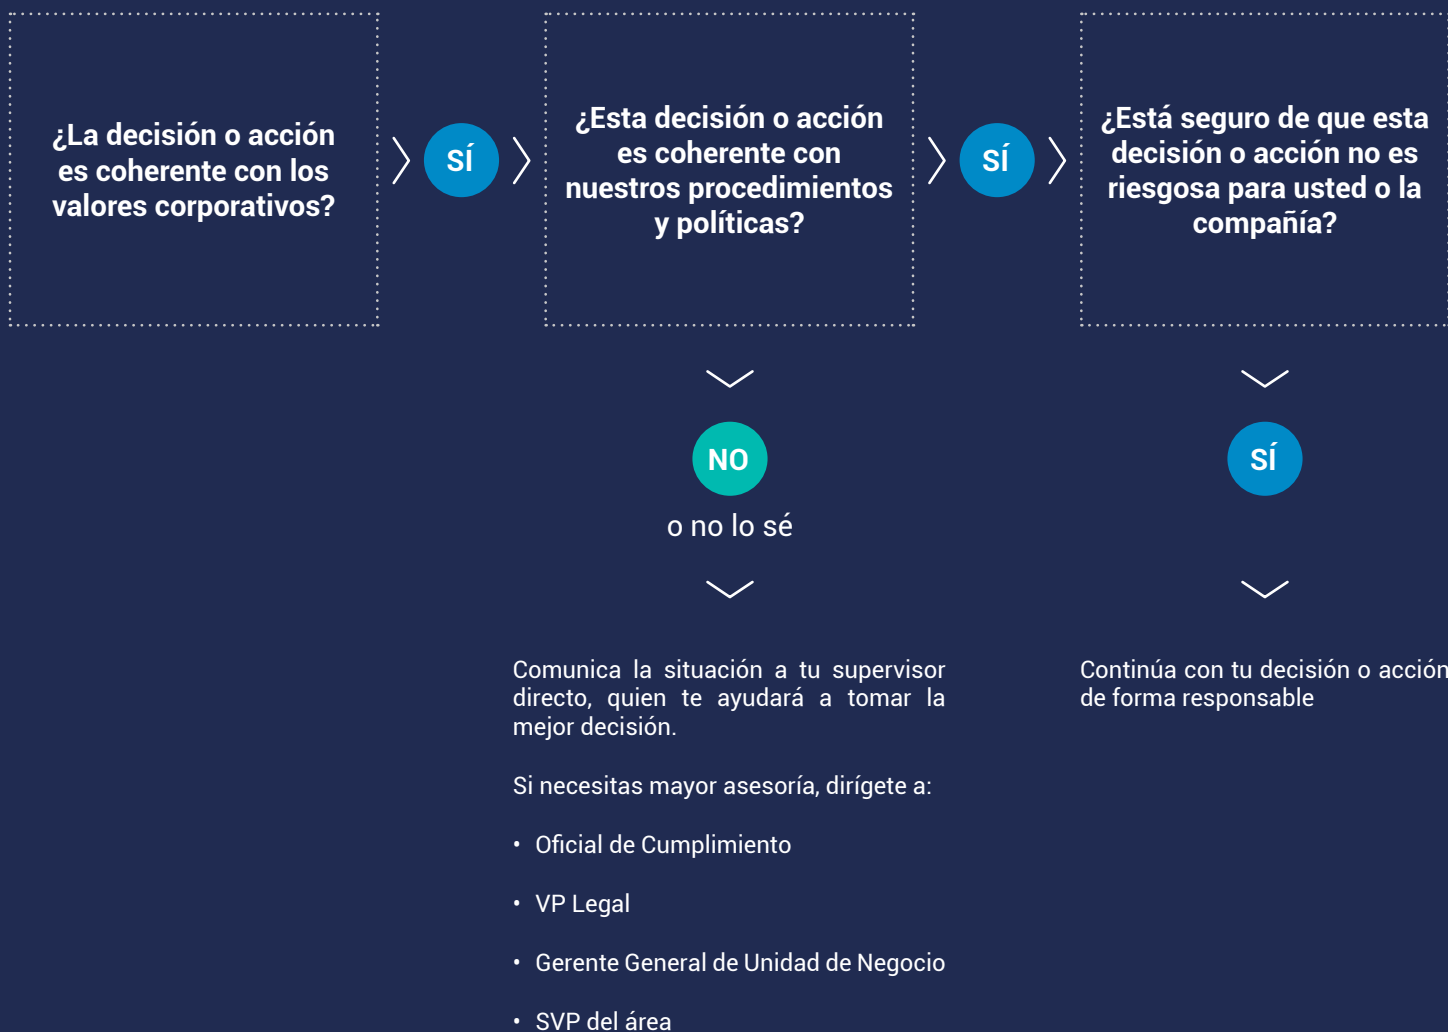 ¿La decisión o acción
es coherente con los
valores corporativos?
SÍ
¿Esta decisión o acción
es coherente con
nuestros procedimientos
y políticas?
SÍ
¿Está seguro de que esta
decisión o acción no es
riesgosa para usted o la
compañía?
NO
o no lo sé
SÍ
Comunica la situación a tu supervisor
directo, quien te ayudará a tomar la
mejor decisión.
Si necesitas mayor asesoría, dirígete a:
• Oficial de Cumplimiento
• VP Legal
• Gerente General de Unidad de Negocio
• SVP del área
Continúa con tu decisión o acción
de forma responsable